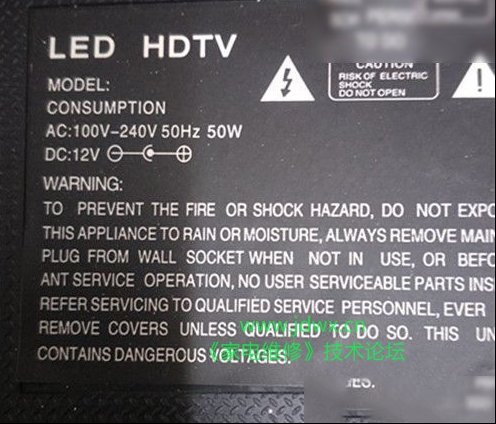 LED HDTV
MODEL:
CONSUMPTION
AC:100V-240V 50Hz 50W
DC:12V
CAUTION
RISK OF ELECTRIC
SHOCK
DO NOT OPEN
WARNING:
TO PREVENT THE FIRE OR SHOCK HAZARD, DO NOT EXPO
THIS APPLIANCE TO RAIN OR MOISTURE, ALWAYS REMOVE MAIN
PLUG FROM WALL SOCKET WHEN NOT IN USE, OR BEFO
ANT SERVICE OPERATION, NO USER SERVICEABLE PARTS INS
REFER SERVICING TO QUALIFIED SERVICE PERSONNEL, EVER
REMOVE COVERS UNLESS QUALIFIED TO DO SO. THIS UN
CONTAINS DANGEROUS VOLTAGES.
www.jdwx.cn
《家电维修》技术论坛